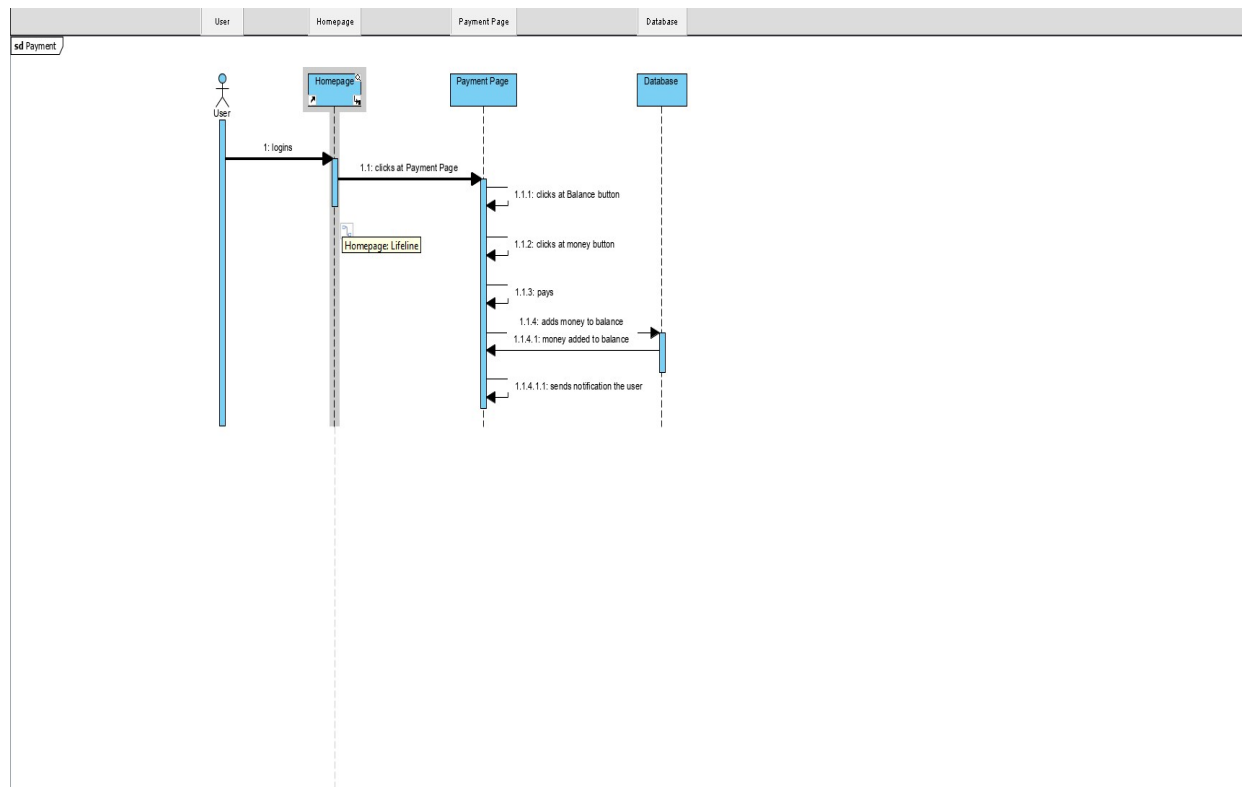 User Homepage Payment Page Database
sd Payment
Homepage Payment Page Database
User
1: logins
1.1: clicks at Payment Page
1.1.1: clicks at Balance button
1.1.2: clicks at money button
Homepage: Lifeline
1.1.3: pays
1.1.4: adds money to balance
1.1.4.1: money added to balance
1.1.4.1.1: sends notification the user